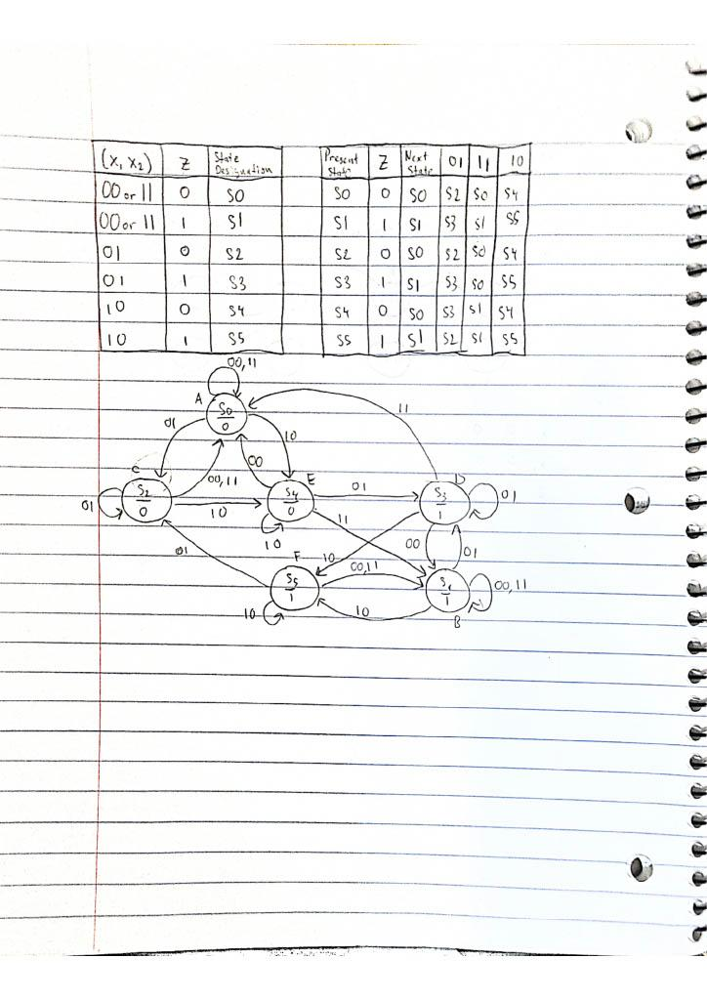 (X₁ X₂) Z State Designation Present State Z Next State 01 11 10
00 or 11 0 S0 S0 0 S0 S2 S0 S4
00 or 11 1 S1 S1 1 S1 S3 S1 S5
01 0 S2 S2 0 S0 S2 S0 S4
01 1 S3 S3 1 S1 S3 S0 S5
10 0 S4 S4 0 S0 S3 S1 S4
10 1 S5 S5 1 S1 S2 S1 S5
00,11
A S0 0
11
01 10
00
C E D
00,11
01 S2 0 10 S4 0 01 S3 1 01
10 11
00 01
01 F 10
00,11
S5 1 S1 1 00,11
10 10
B